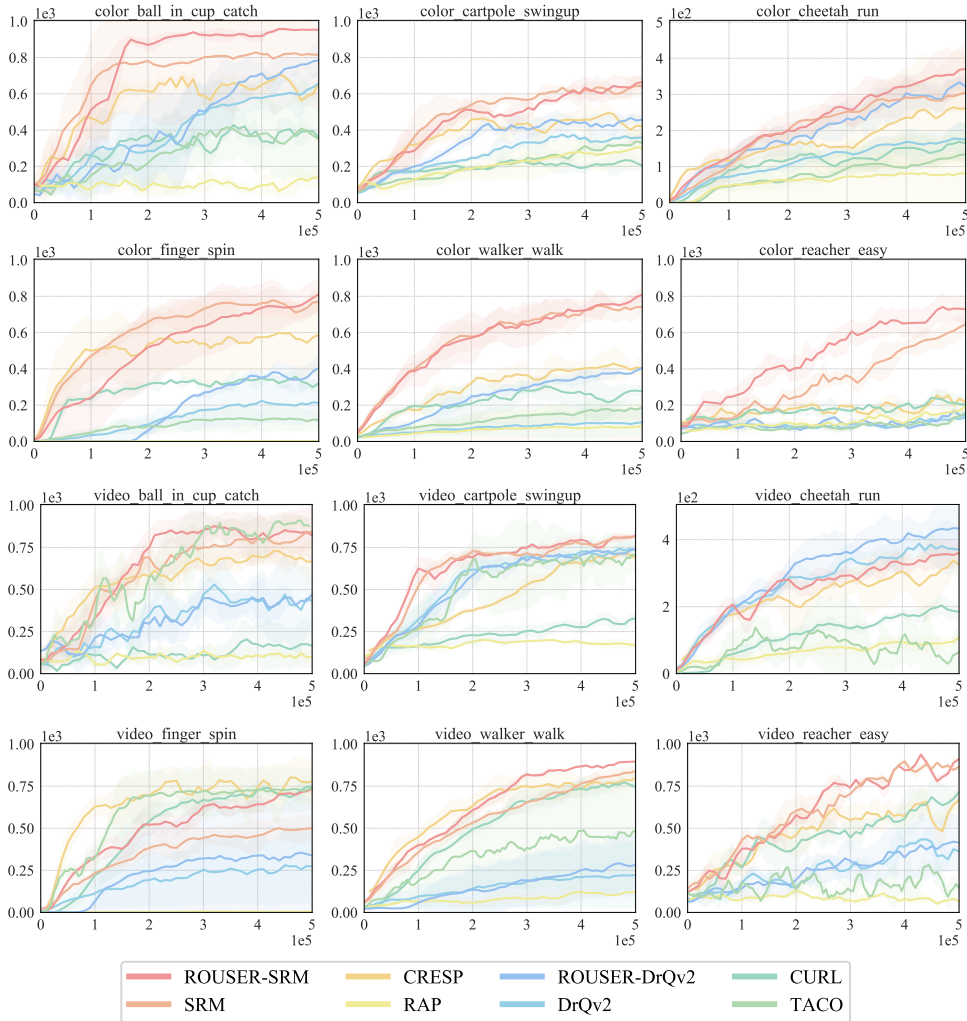 color_ball_in_cup_catch color_cartpole_swingup color_cheetah_run
1e3 1e3 1e2
1.0 1.0 5
0.8 0.8 4
0.6 0.6 3
0.4 0.4 2
0.2 0.2 1
0.0 0.0 0
0 1 2 3 4 5 0 1 2 3 4 5 0 1 2 3 4 5
1e5 1e5 1e5
color_finger_spin color_walker_walk color_reacher_easy
1e3 1e3 1e3
1.0 1.0 1.0
0.8 0.8 0.8
0.6 0.6 0.6
0.4 0.4 0.4
0.2 0.2 0.2
0.0 0.0 0.0
0 1 2 3 4 5 0 1 2 3 4 5 0 1 2 3 4 5
1e5 1e5 1e5
video_ball_in_cup_catch video_cartpole_swingup video_cheetah_run
1e3 1e3 1e2
1.00 1.00
0.75 0.75 4
0.50 0.50
0.25 0.25 2
0.00 0.00 0
0 1 2 3 4 5 0 1 2 3 4 5 0 1 2 3 4 5
1e5 1e5 1e5
video_finger_spin video_walker_walk video_reacher_easy
1e3 1e3 1e3
1.00 1.00 1.00
0.75 0.75 0.75
0.50 0.50 0.50
0.25 0.25 0.25
0.00 0.00 0.00
0 1 2 3 4 5 0 1 2 3 4 5 0 1 2 3 4 5
1e5 1e5 1e5
ROUSER-SRM CRESP ROUSER-DrQv2 CURL
SRM RAP DrQv2 TACO